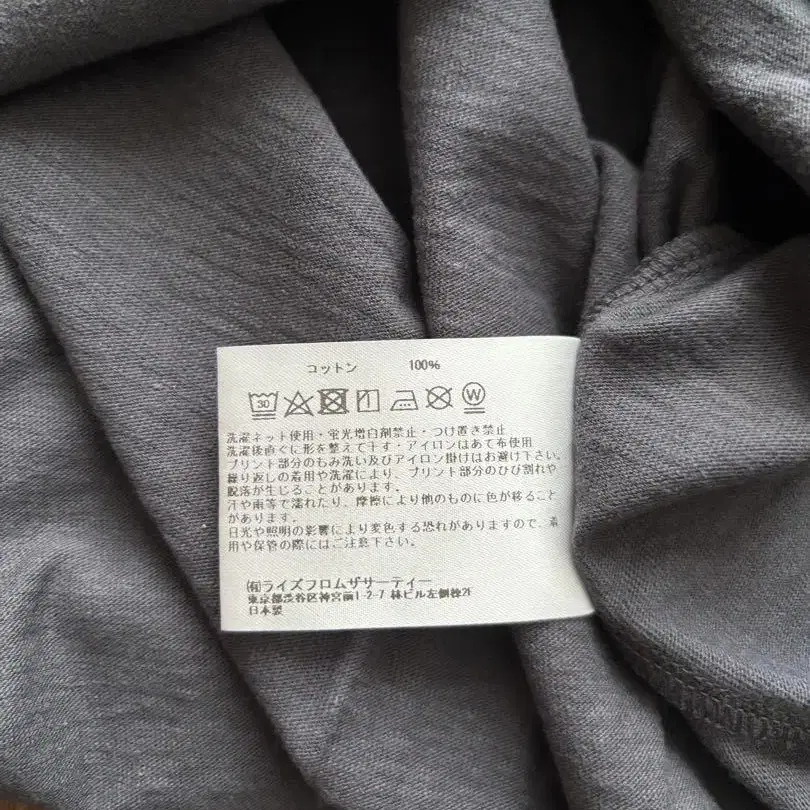 コットン 100%
30 W
洗濯ネット使用・蛍光増白剤禁止・つけ置き禁止
洗濯後直ぐに形を整えて干す・アイロンはあて布使用
プリント部分のもみ洗い及びアイロン掛けはお避け下さい。
繰り返しの着用や洗濯により、プリント部分のひび割れや
脱落が生じることがあります。
汗や雨等で濡れたり、摩擦により他のものに色が移ること
があります。
日光や照明の影響により変色する恐れがありますので、着
用や保管の際にはご注意下さい。
㈲ライズフロムザサーティー
東京都渋谷区神宮前1-2-7 林ビル左側棟2F
日本製